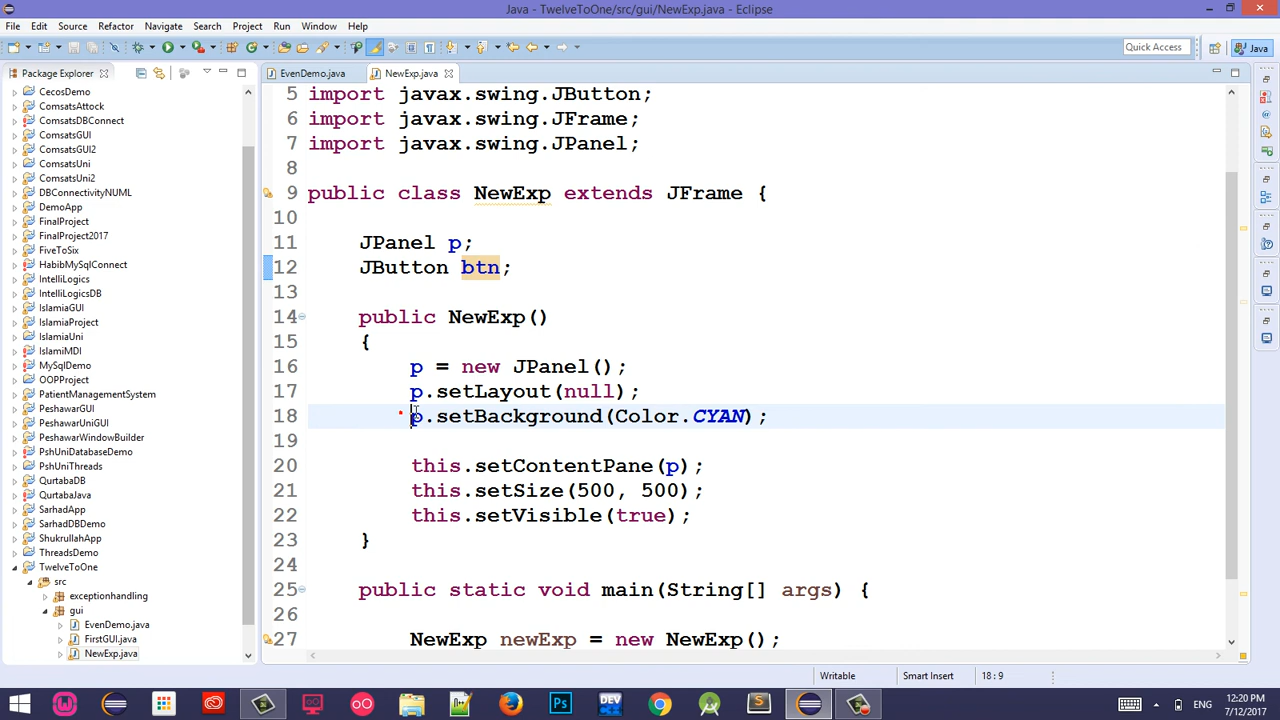 Java - TwelveToOne/src/gui/NewExp.java - Eclipse
File Edit Source Refactor Navigate Search Project Run Window Help
Quick Access
Java
Package Explorer
EvenDemo.java
NewExp.java
CecosDemo
ComsatsAttock
ComsatsDBConnect
ComsatsGUI
ComsatsGUI2
ComsatsUni
ComsatsUni2
DBConnectivityNUML
DemoApp
FinalProject
FinalProject2017
FiveToSix
HabibMySqlConnect
IntelliLogics
IntelliLogicsDB
IslamiaGUI
IslamiaProject
IslamiaUni
IslamiMDI
MySqlDemo
OOPProject
PatientManagementSystem
PeshawarGUI
PeshawarUniGUI
PeshawarWindowBuilder
PshUniDatabaseDemo
PshUniThreads
QurtabaDB
QurtabaJava
SarhadApp
SarhadDBDemo
ShukrullahApp
ThreadsDemo
TwelveToOne
src
exceptionhandling
gui
EvenDemo.java
FirstGUI.java
NewExp.java
5 import javax.swing.JButton;
6 import javax.swing.JFrame;
7 import javax.swing.JPanel;
8
9 public class NewExp extends JFrame {
10
11 JPanel p;
12 JButton btn;
13
14 public NewExp()
15 {
16 p = new JPanel();
17 p.setLayout(null);
18 p.setBackground(Color.CYAN);
19
20 this.setContentPane(p);
21 this.setSize(500, 500);
22 this.setVisible(true);
23 }
24
25 public static void main(String[] args) {
26
27 NewExp newExp = new NewExp();
Writable Smart Insert 18 : 9
Ps
DEV
ENG
12:20 PM
7/12/2017